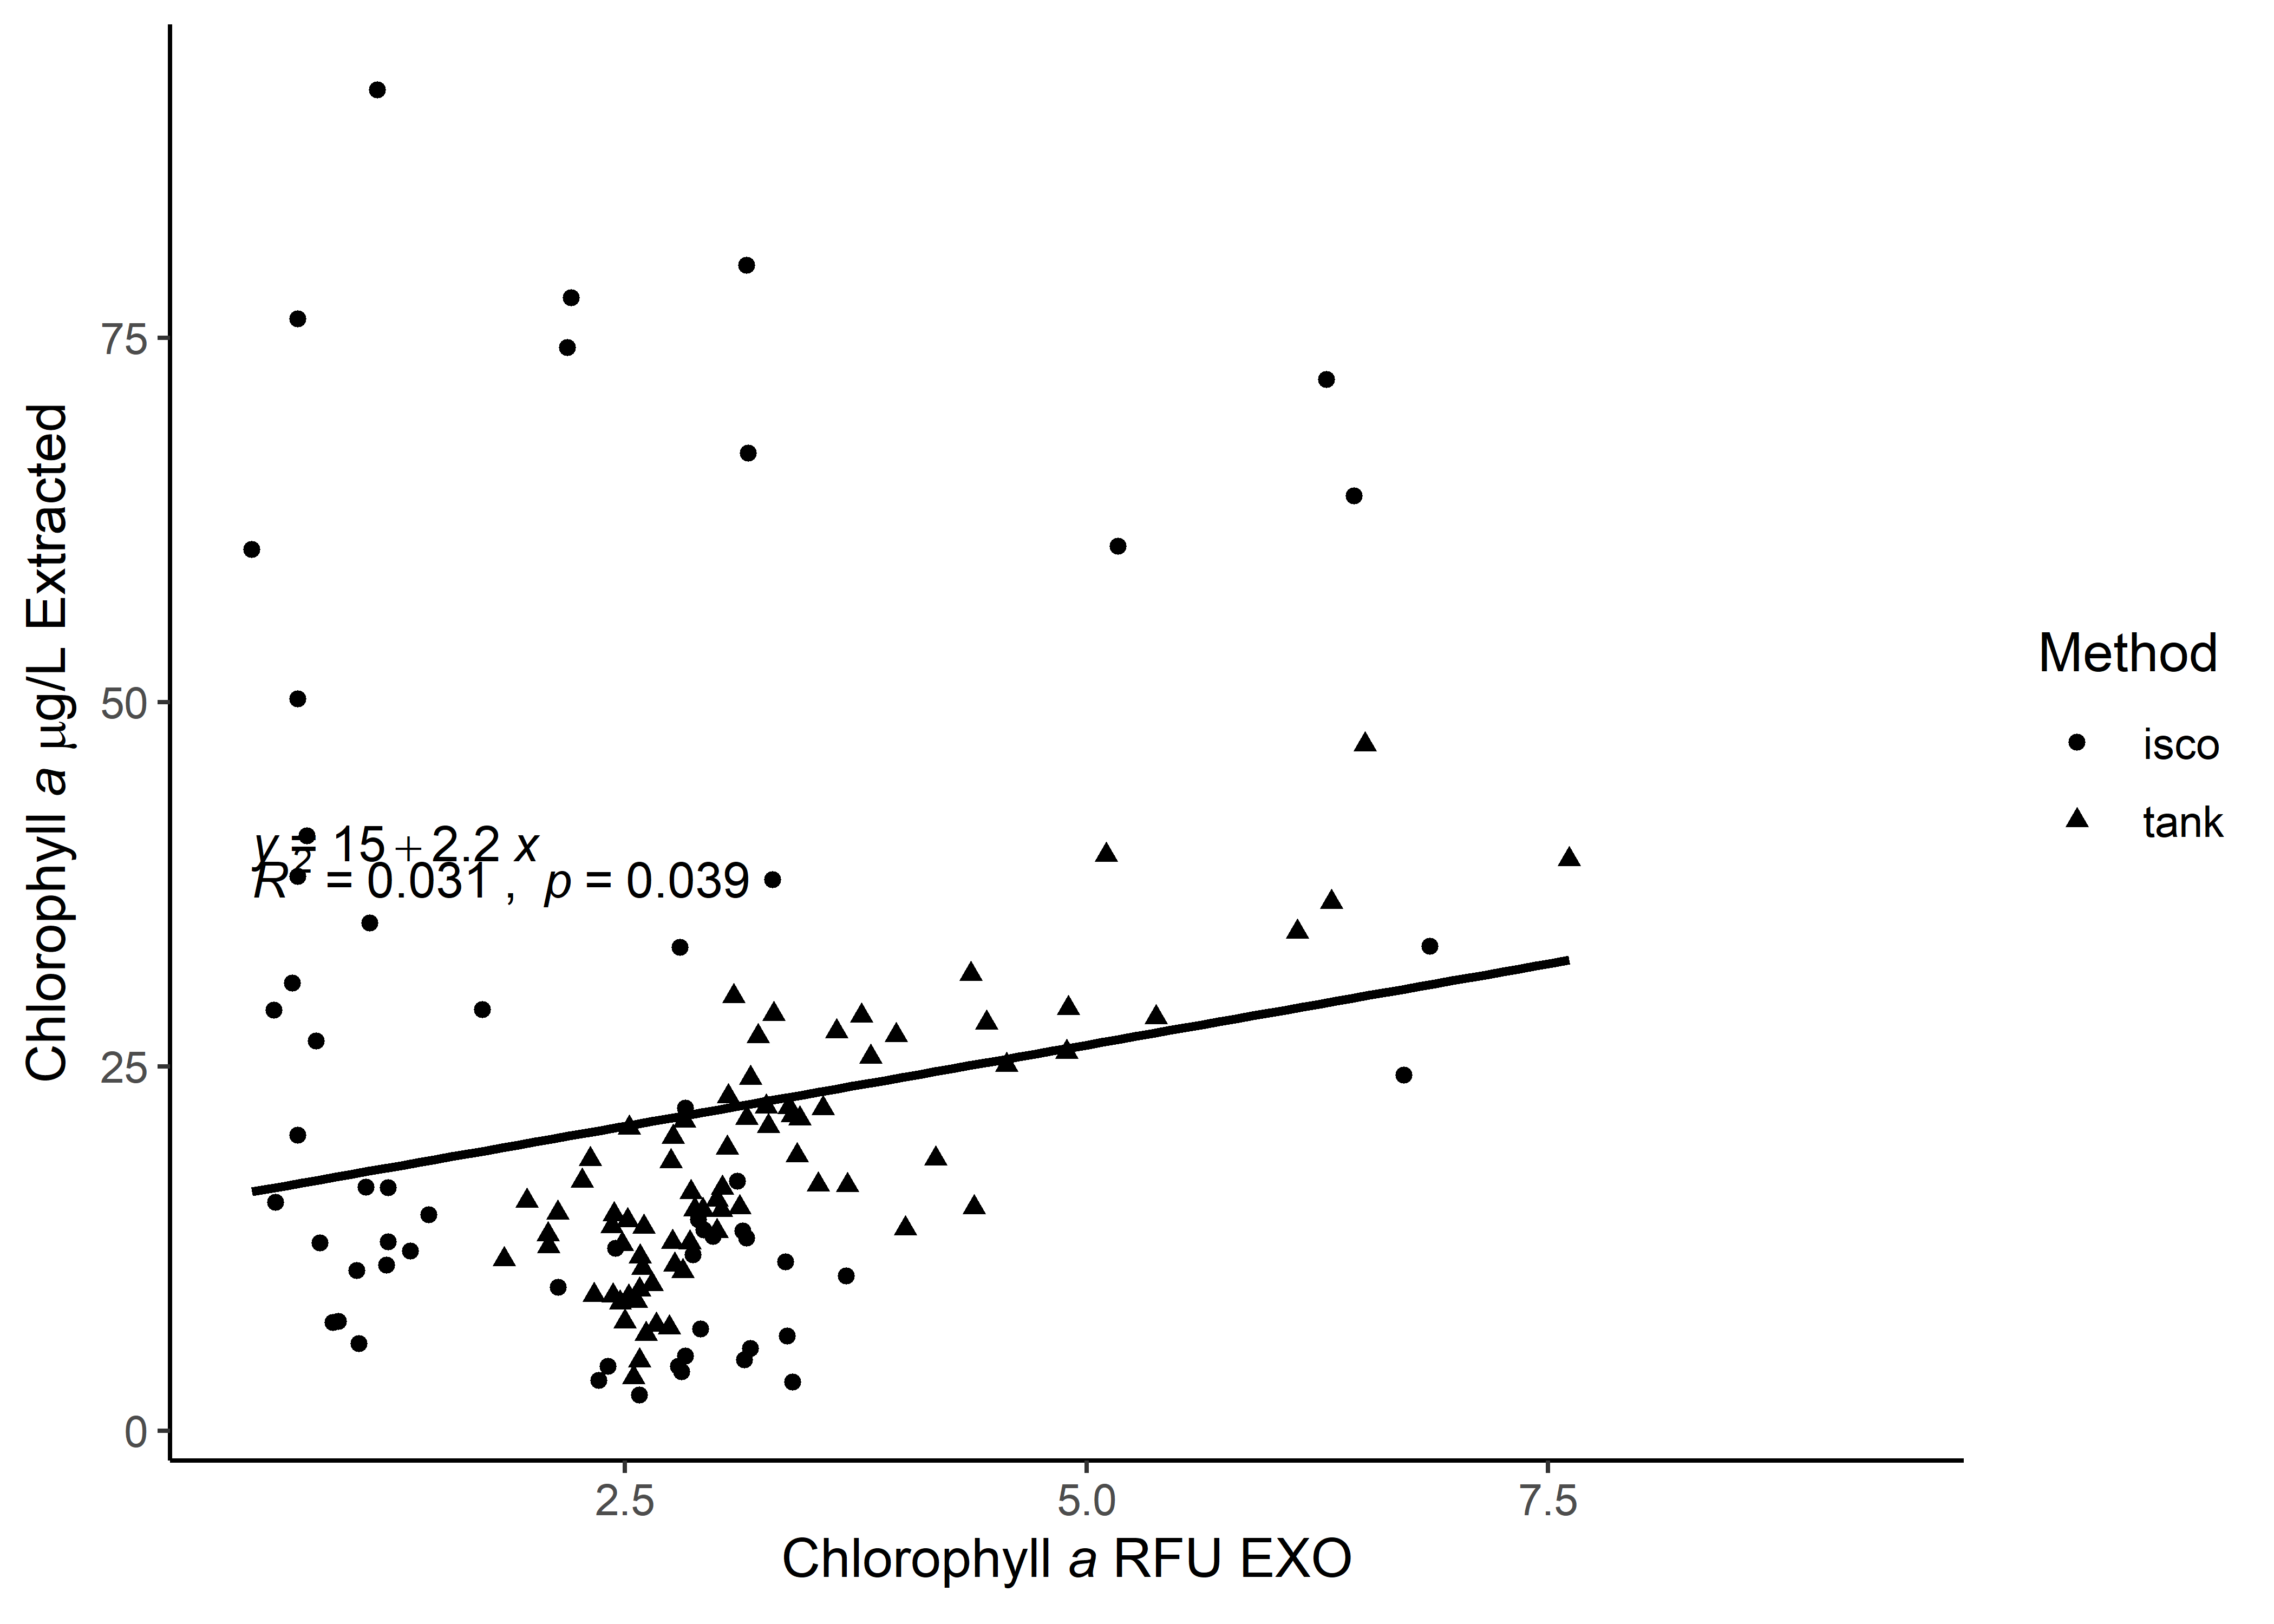 Chlorophyll a µg/L Extracted
75
50
25
0
y = 15 + 2.2 x
R² = 0.031 , p = 0.039
2.5 5.0 7.5
Chlorophyll a RFU EXO
Method
isco
tank